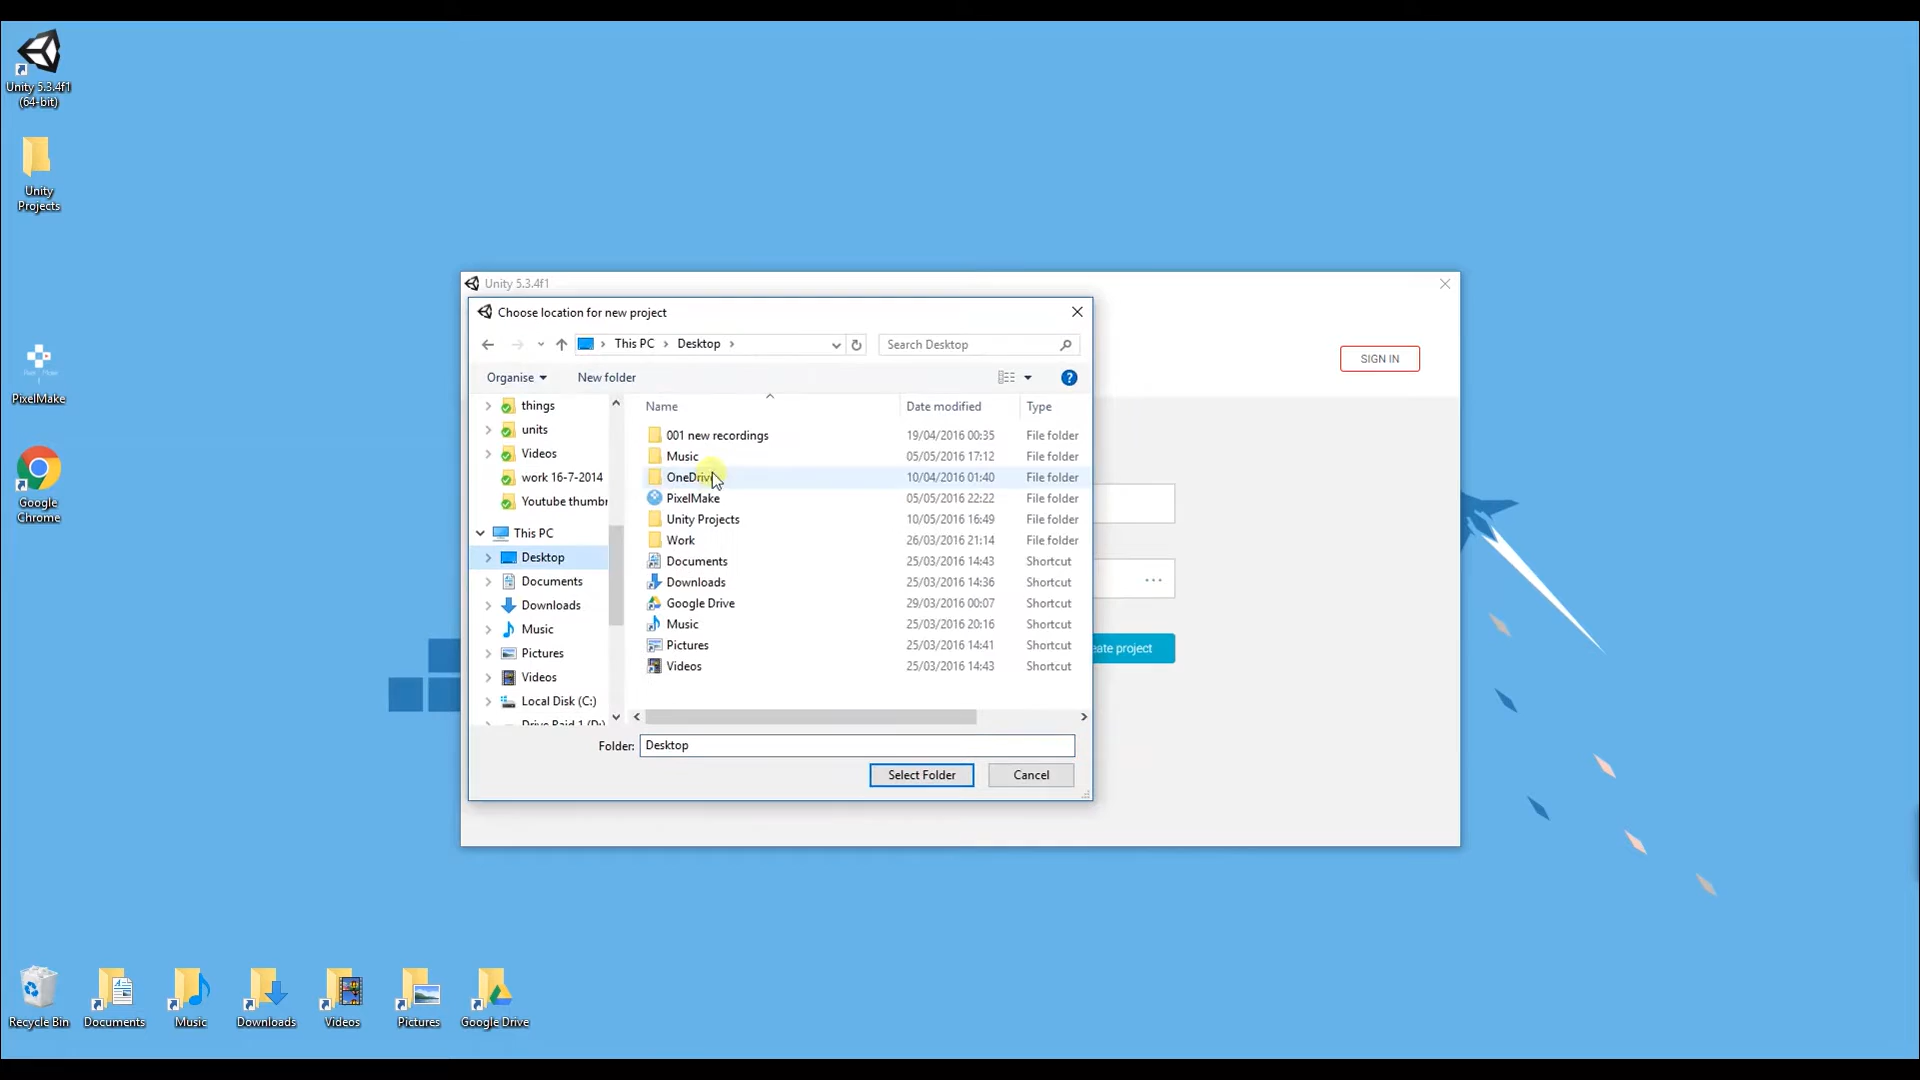 Unity 5.3.4f1
(64-bit)
Unity
Projects
PixelMake
Google
Chrome
Unity 5.3.4f1
Choose location for new project
This PC
Desktop
Search Desktop
SIGN IN
Organise
New folder
things
units
Videos
work 16-7-2014
Youtube thumbn
This PC
Desktop
Documents
Downloads
Music
Pictures
Videos
Local Disk (C:)
Drive Raid 1 (D:)
Name Date modified Type
001 new recordings 19/04/2016 00:35 File folder
Music 05/05/2016 17:12 File folder
OneDrive 10/04/2016 01:40 File folder
PixelMake 05/05/2016 22:22 File folder
Unity Projects 10/05/2016 16:49 File folder
Work 26/03/2016 21:14 File folder
Documents 25/03/2016 14:43 Shortcut
Downloads 25/03/2016 14:36 Shortcut
Google Drive 29/03/2016 00:07 Shortcut
Music 25/03/2016 20:16 Shortcut
Pictures 25/03/2016 14:41 Shortcut
Videos 25/03/2016 14:43 Shortcut
...
eate project
Folder:
Desktop
Select Folder
Cancel
Recycle Bin
Documents
Music
Downloads
Videos
Pictures
Google Drive